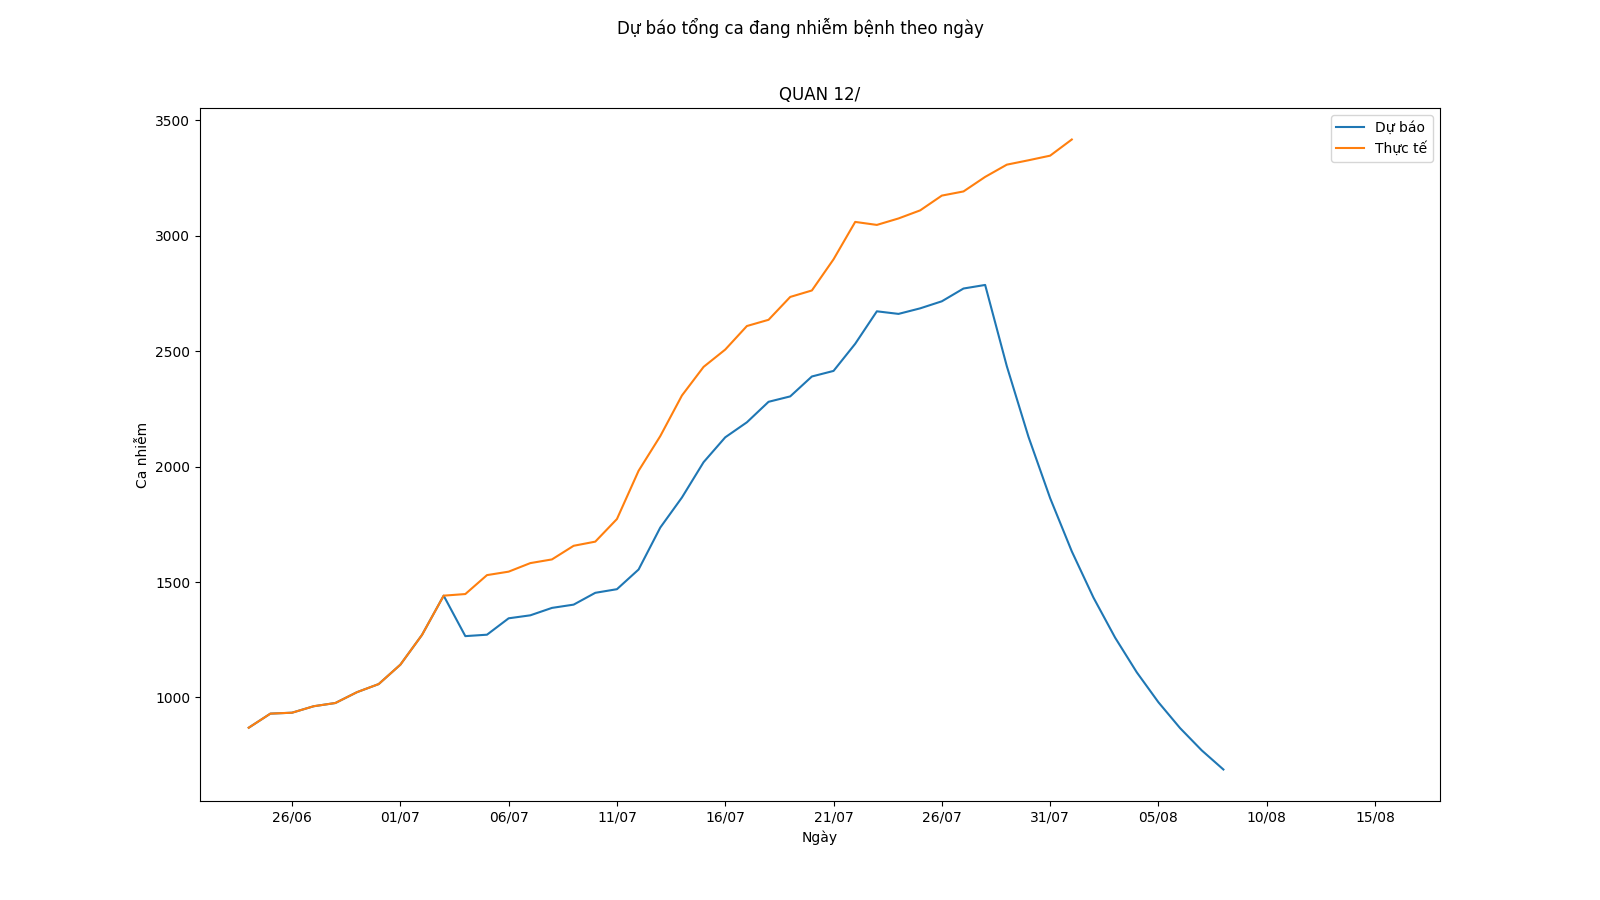 Dự báo tổng ca đang nhiễm bệnh theo ngày
QUAN 12/
Dự báo
Thực tế
3500
3000
2500
2000
1500
1000
Ca nhiễm
26/06 01/07 06/07 11/07 16/07 21/07 26/07 31/07 05/08 10/08 15/08
Ngày